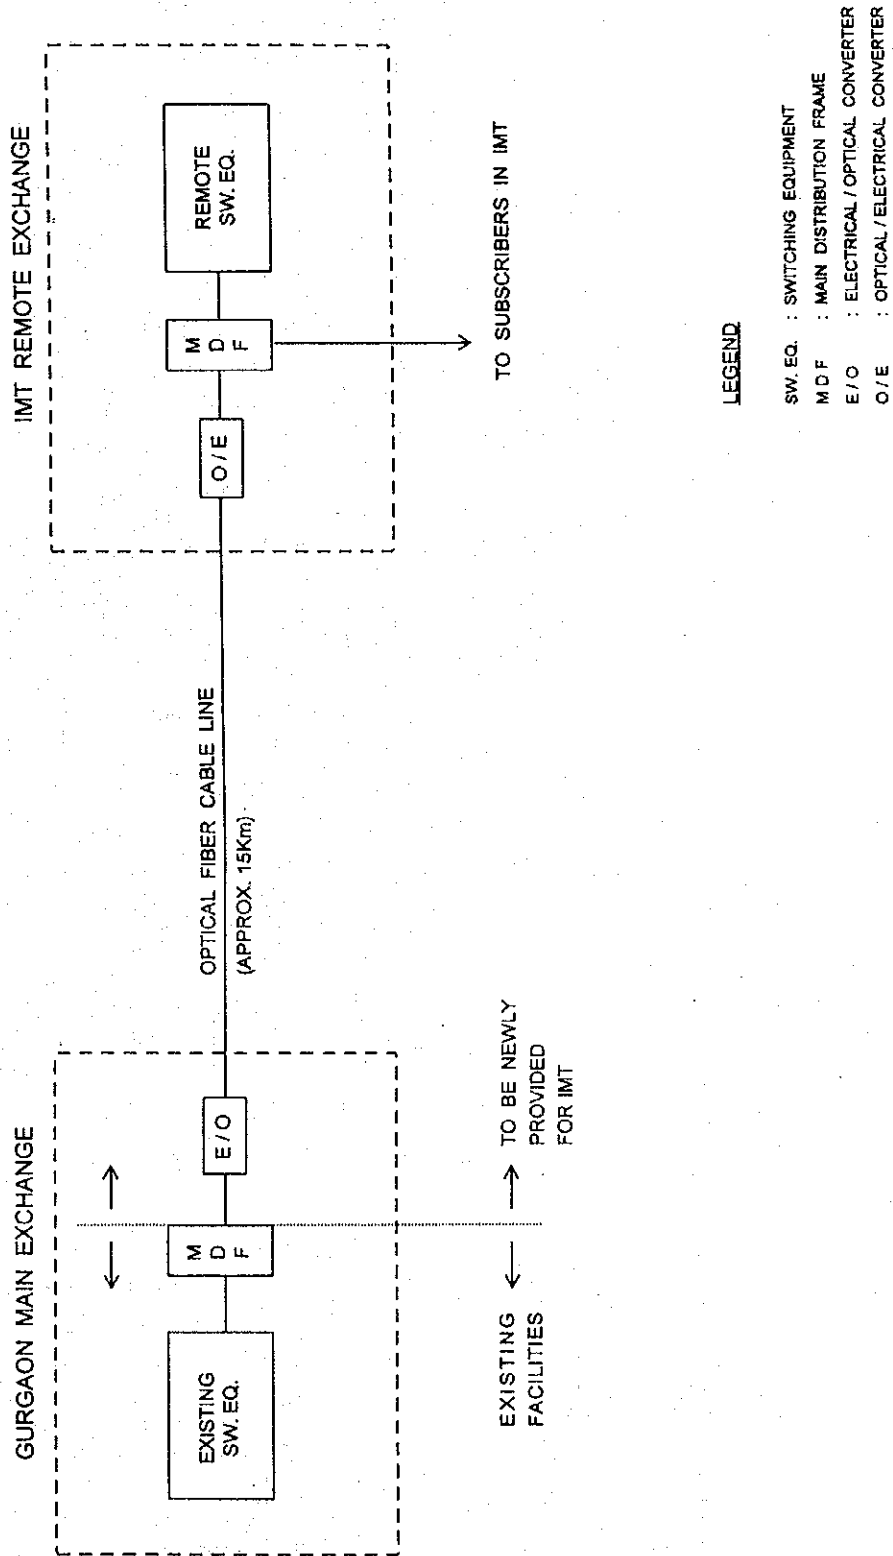 GURGAON MAIN EXCHANGE
EXISTING
SW. EQ.
M
D
F
E / O
OPTICAL FIBER CABLE LINE
(APPROX. 15Km)
IMT REMOTE EXCHANGE
O / E
M
D
F
REMOTE
SW. EQ.
EXISTING
FACILITIES
TO BE NEWLY
PROVIDED
FOR IMT
TO SUBSCRIBERS IN IMT
LEGEND
SW. EQ. : SWITCHING EQUIPMENT
M D F : MAIN DISTRIBUTION FRAME
E / O : ELECTRICAL / OPTICAL CONVERTER
O / E : OPTICAL / ELECTRICAL CONVERTER